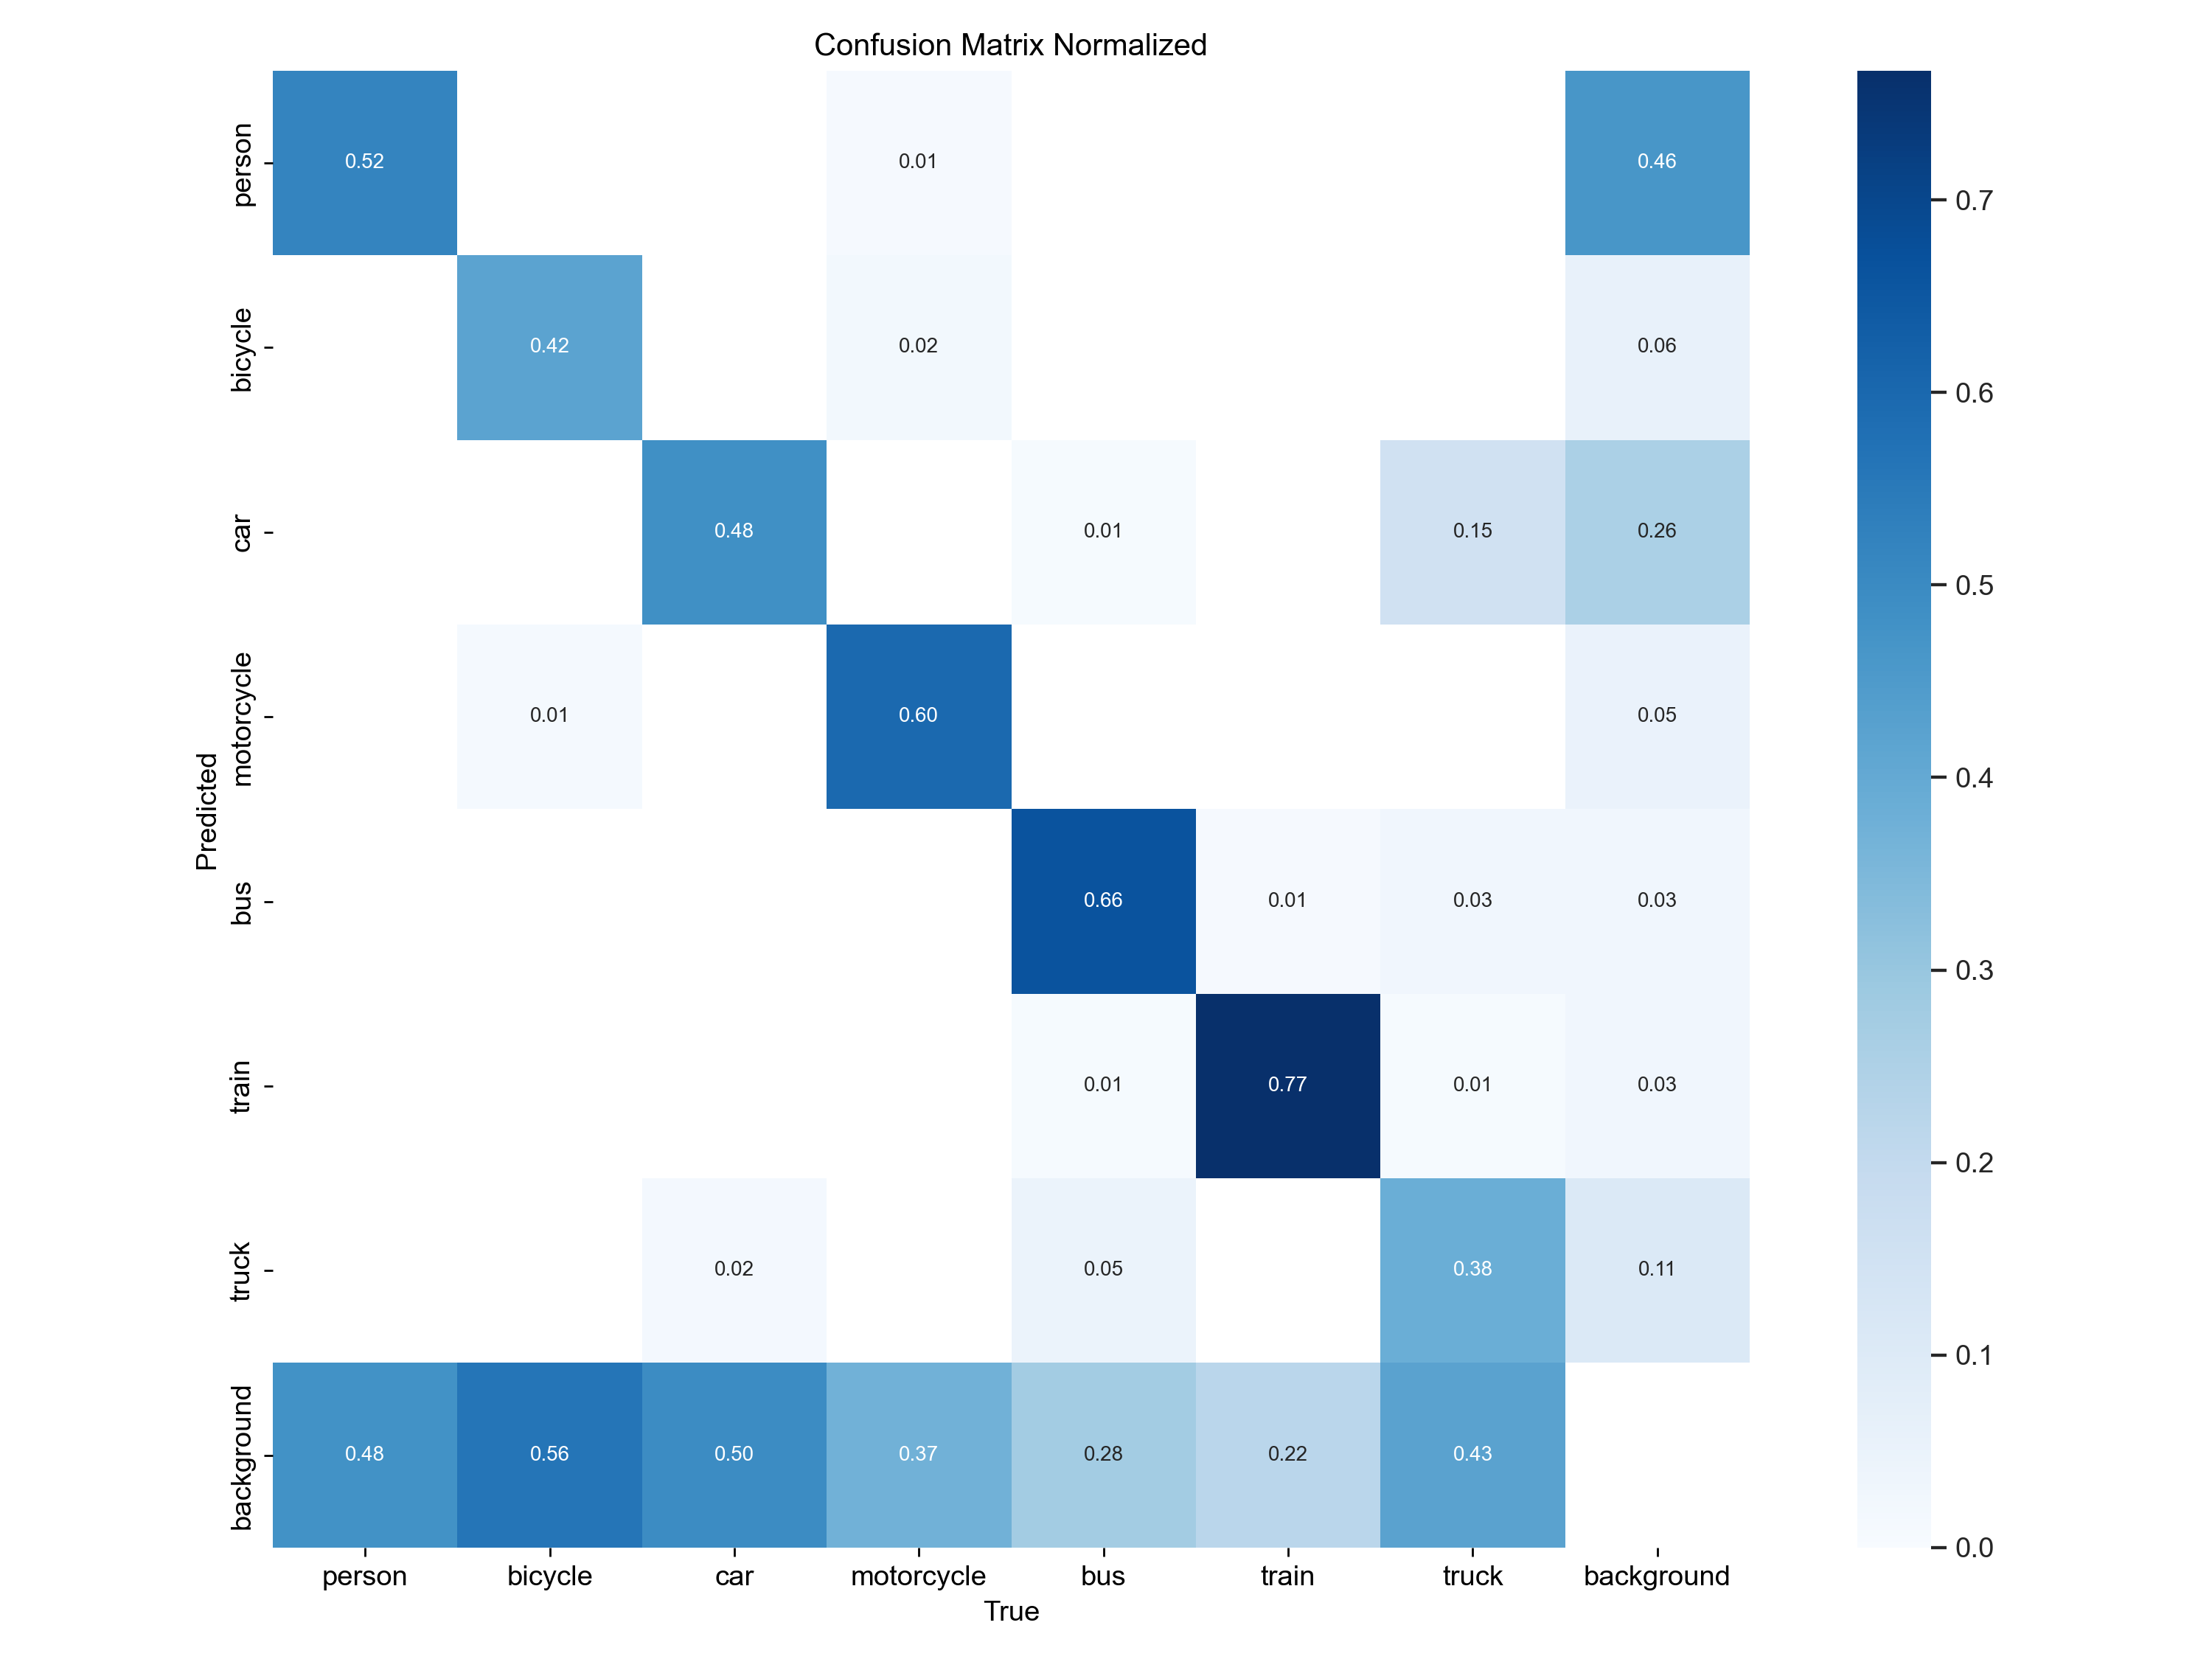 Confusion Matrix Normalized
person 0.52 0.01 0.46
bicycle 0.42 0.02 0.06
car 0.48 0.01 0.15 0.26
motorcycle 0.01 0.60 0.05
bus 0.66 0.01 0.03 0.03
train 0.01 0.77 0.01 0.03
truck 0.02 0.05 0.38 0.11
background 0.48 0.56 0.50 0.37 0.28 0.22 0.43
Predicted
person bicycle car motorcycle bus train truck background
True
0.7
0.6
0.5
0.4
0.3
0.2
0.1
0.0